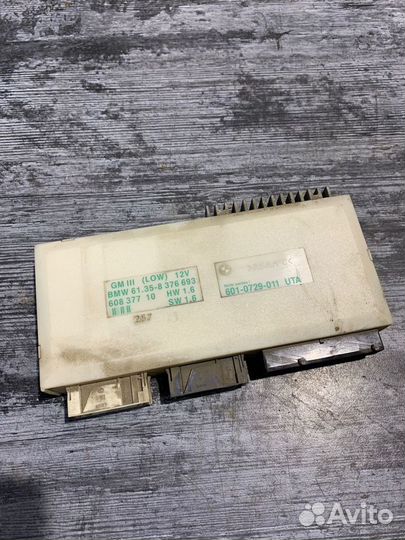 GM III (LOW) 12V
BMW 61.35-8 376 693
608 377 10 HW 1.6
SW 1.6
601-0729-011 UTA
257
Avito